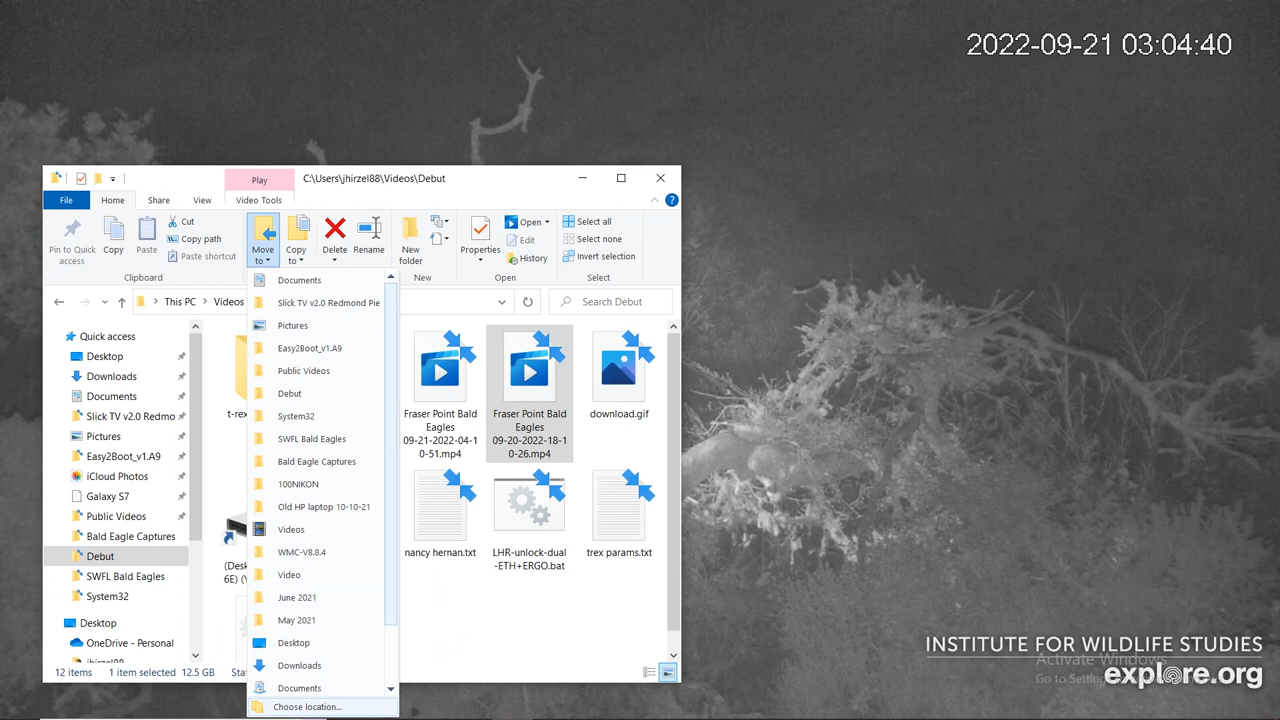 2022-09-21 03:04:40
Play
C:\Users\jhirzel88\Videos\Debut
File
Home
Share
View
Video Tools
Pin to Quick
access
Copy
Paste
Cut
Copy path
Paste shortcut
Clipboard
Move
to
Copy
to
Delete
Rename
New
folder
New
Properties
Open
Edit
History
Open
Select all
Select none
Invert selection
Select
This PC
Videos
Search Debut
Quick access
Desktop
Downloads
Documents
Slick TV v2.0 Redmo
Pictures
Easy2Boot_v1.A9
iCloud Photos
Galaxy S7
Public Videos
Bald Eagle Captures
Debut
SWFL Bald Eagles
System32
Desktop
OneDrive - Personal
jhirzel88
Documents
Slick TV v2.0 Redmond Pie
Pictures
Easy2Boot_v1.A9
Public Videos
Debut
System32
SWFL Bald Eagles
Bald Eagle Captures
100NIKON
Old HP laptop 10-10-21
Videos
WMC-V8.8.4
Video
June 2021
May 2021
Desktop
Downloads
Documents
Choose location...
t-rex
(Desk
6E) (V
Fraser Point Bald
Eagles
09-21-2022-04-1
0-51.mp4
Fraser Point Bald
Eagles
09-20-2022-18-1
0-26.mp4
download.gif
nancy hernan.txt
LHR-unlock-dual
-ETH+ERGO.bat
trex params.txt
12 items
1 item selected
12.5 GB
Sta
INSTITUTE FOR WILDLIFE STUDIES
Activate Windows
Go to Setting
explore.org